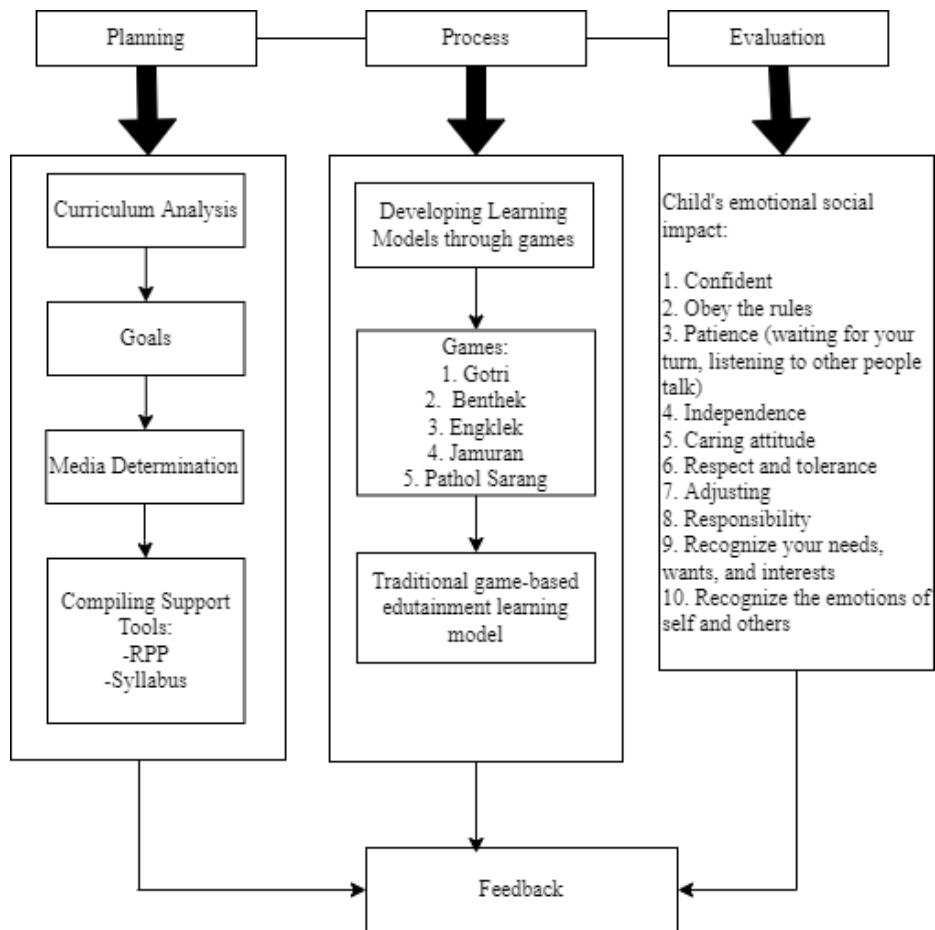 Planning
Process
Evaluation
Curriculum Analysis
Goals
Media Determination
Compiling Support
Tools:
-RPP
-Syllabus
Developing Learning
Models through games
Games:
1. Gotri
2. Benthek
3. Engklek
4. Jamuran
5. Pathol Sarang
Traditional game-based
edutainment learning
model
Child's emotional social
impact:
1. Confident
2. Obey the rules
3. Patience (waiting for your
turn, listening to other people
talk)
4. Independence
5. Caring attitude
6. Respect and tolerance
7. Adjusting
8. Responsibility
9. Recognize your needs,
wants, and interests
10. Recognize the emotions of
self and others
Feedback